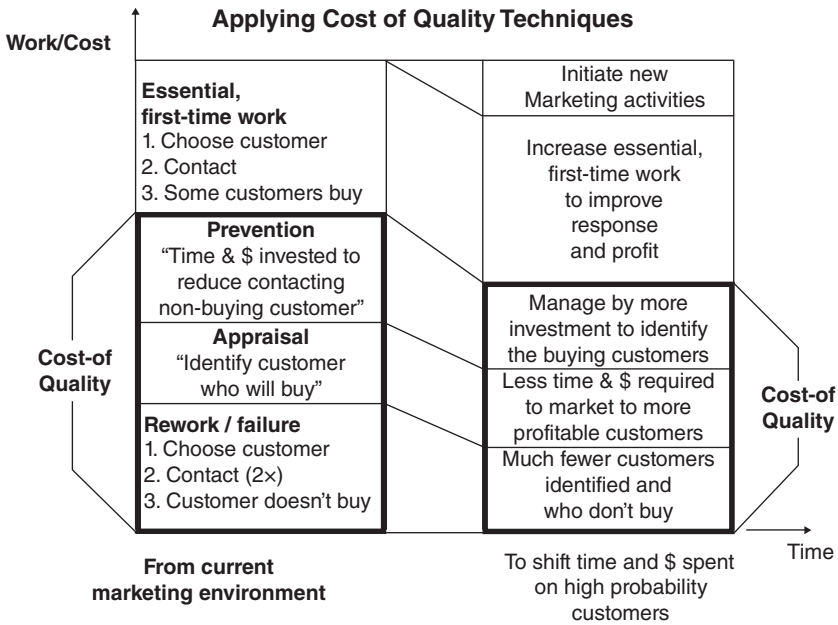 Applying Cost of Quality Techniques
Work/Cost
Essential,
first-time work
1. Choose customer
2. Contact
3. Some customers buy
Prevention
“Time & $ invested to
reduce contacting
non-buying customer”
Appraisal
“Identify customer
who will buy”
Rework / failure
1. Choose customer
2. Contact (2×)
3. Customer doesn’t buy
Cost-of
Quality
From current
marketing environment
Initiate new
Marketing activities
Increase essential,
first-time work
to improve
response
and profit
Manage by more
investment to identify
the buying customers
Less time & $ required
to market to more
profitable customers
Much fewer customers
identified and
who don’t buy
Cost-of
Quality
Time
To shift time and $ spent
on high probability
customers